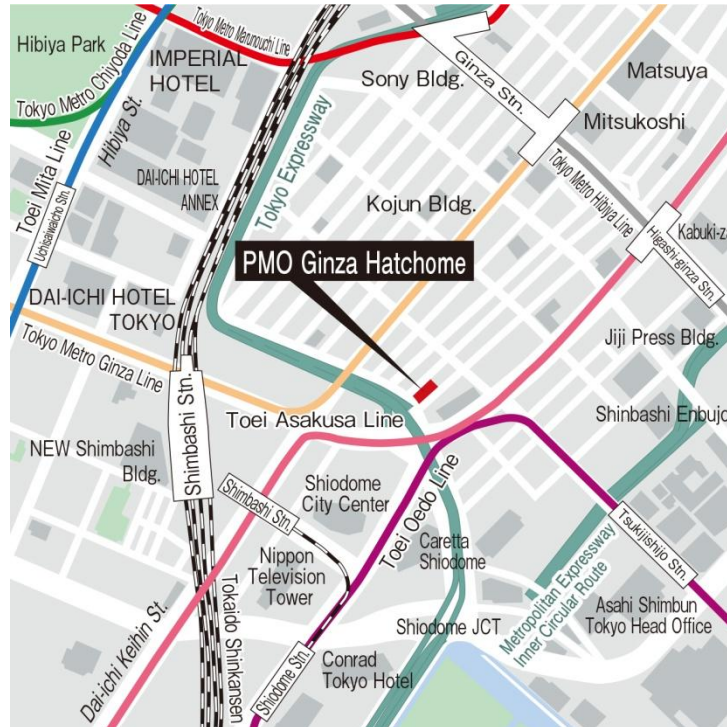 Hibiya Park
Tokyo Metro Chiyoda Line
Tokyo Metro Marunouchi Line
IMPERIAL
HOTEL
Sony Bldg.
Ginza Stn.
Matsuya
Mitsukoshi
Toei Mita Line
Hibiya St.
Uchisaiwaicho Stn.
DAI-ICHI HOTEL
ANNEX
Tokyo Expressway
Kojun Bldg.
Tokyo Metro Hibiya Line
Higashi-ginza Stn.
Kabuki-z
PMO Ginza Hatchome
DAI-ICHI HOTEL
TOKYO
Tokyo Metro Ginza Line
Jiji Press Bldg.
Shimbashi Stn.
Toei Asakusa Line
Shinbashi Enbujo
NEW Shimbashi
Bldg.
Shimbashi Stn.
Shiodome
City Center
Toei Oedo Line
Tsukijishijo Stn.
Nippon
Television
Tower
Caretta
Shiodome
Metropolitan Expressway
Inner Circular Route
Asahi Shimbun
Tokyo Head Office
Dai-ichi Keihin St.
Tokaido Shinkansen
Shiodome Stn.
Shiodome JCT
Conrad
Tokyo Hotel